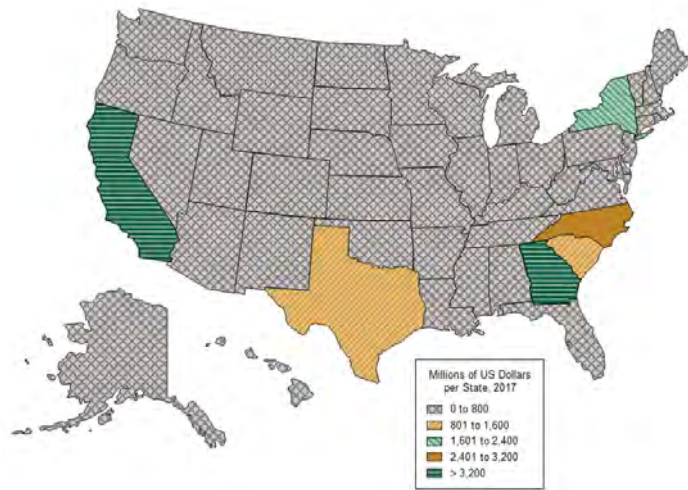 Millions of US Dollars
per State, 2017
0 to 800
801 to 1,600
1,601 to 2,400
2,401 to 3,200
> 3,200